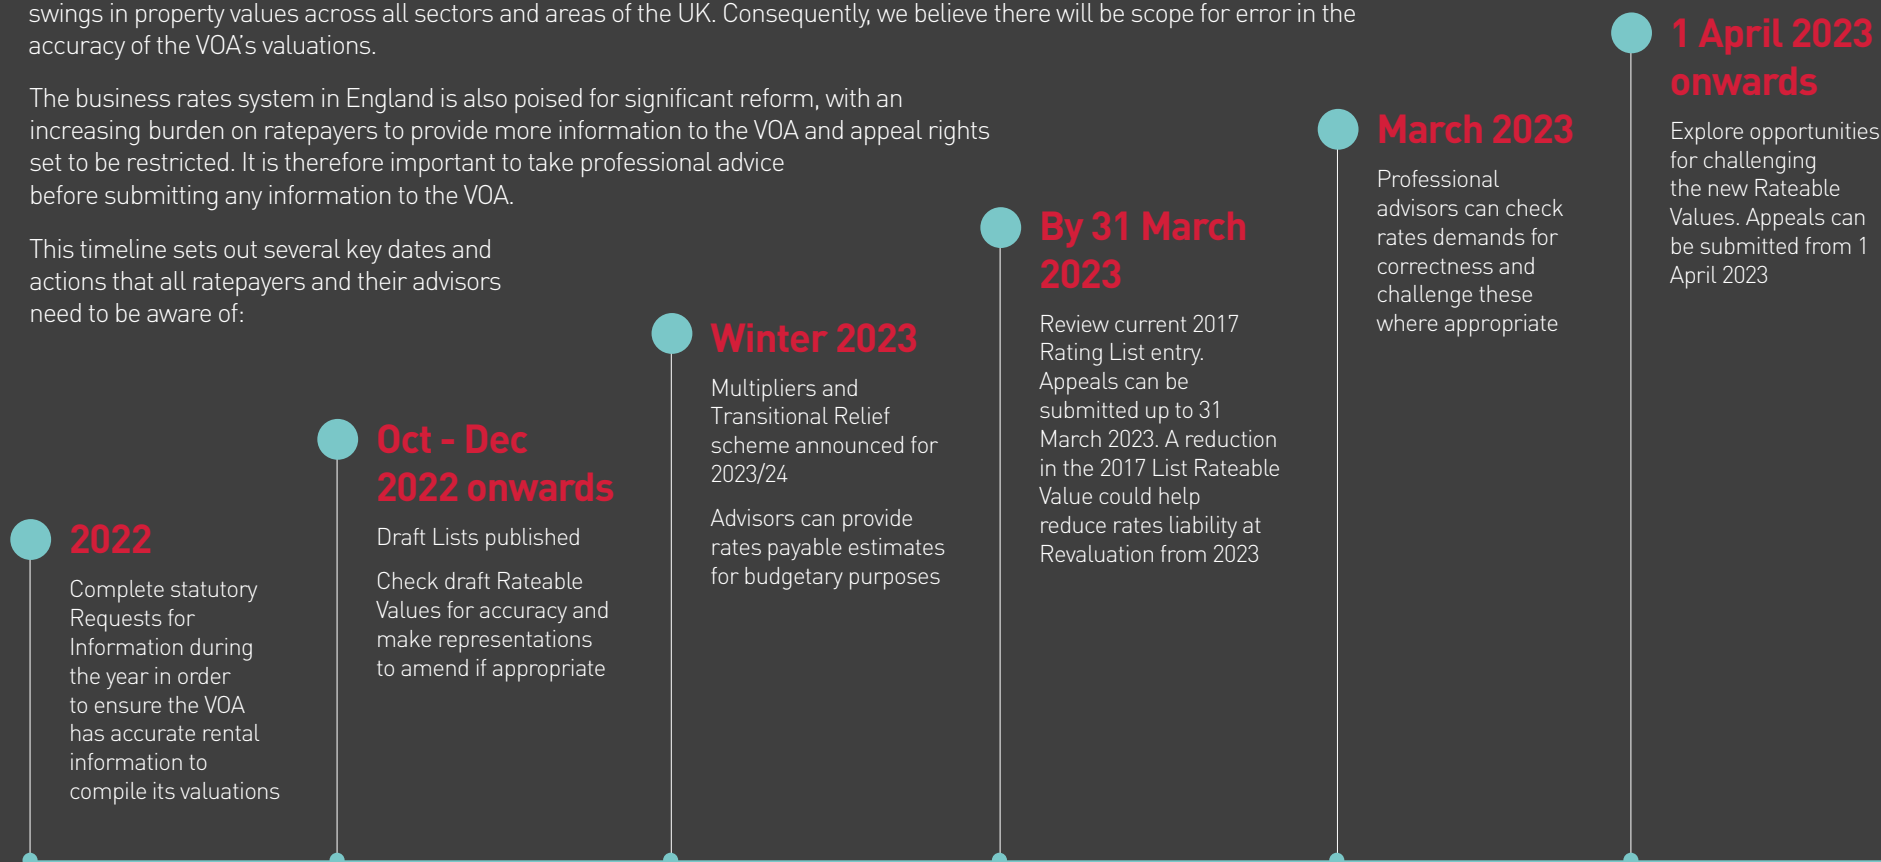 swings in property values across all sectors and areas of the UK. Consequently, we believe there will be scope for error in the
accuracy of the VOA's valuations.
The business rates system in England is also poised for significant reform, with an
increasing burden on ratepayers to provide more information to the VOA and appeal rights
set to be restricted. It is therefore important to take professional advice
before submitting any information to the VOA.
This timeline sets out several key dates and
actions that all ratepayers and their advisors
need to be aware of:
2022
Complete statutory
Requests for
Information during
the year in order
to ensure the VOA
has accurate rental
information to
compile its valuations
Oct - Dec
2022 onwards
Draft Lists published
Check draft Rateable
Values for accuracy and
make representations
to amend if appropriate
Winter 2023
Multipliers and
Transitional Relief
scheme announced for
2023/24
Advisors can provide
rates payable estimates
for budgetary purposes
By 31 March
2023
Review current 2017
Rating List entry.
Appeals can be
submitted up to 31
March 2023. A reduction
in the 2017 List Rateable
Value could help
reduce rates liability at
Revaluation from 2023
March 2023
Professional
advisors can check
rates demands for
correctness and
challenge these
where appropriate
1 April 2023
onwards
Explore opportunities
for challenging
the new Rateable
Values. Appeals can
be submitted from 1
April 2023